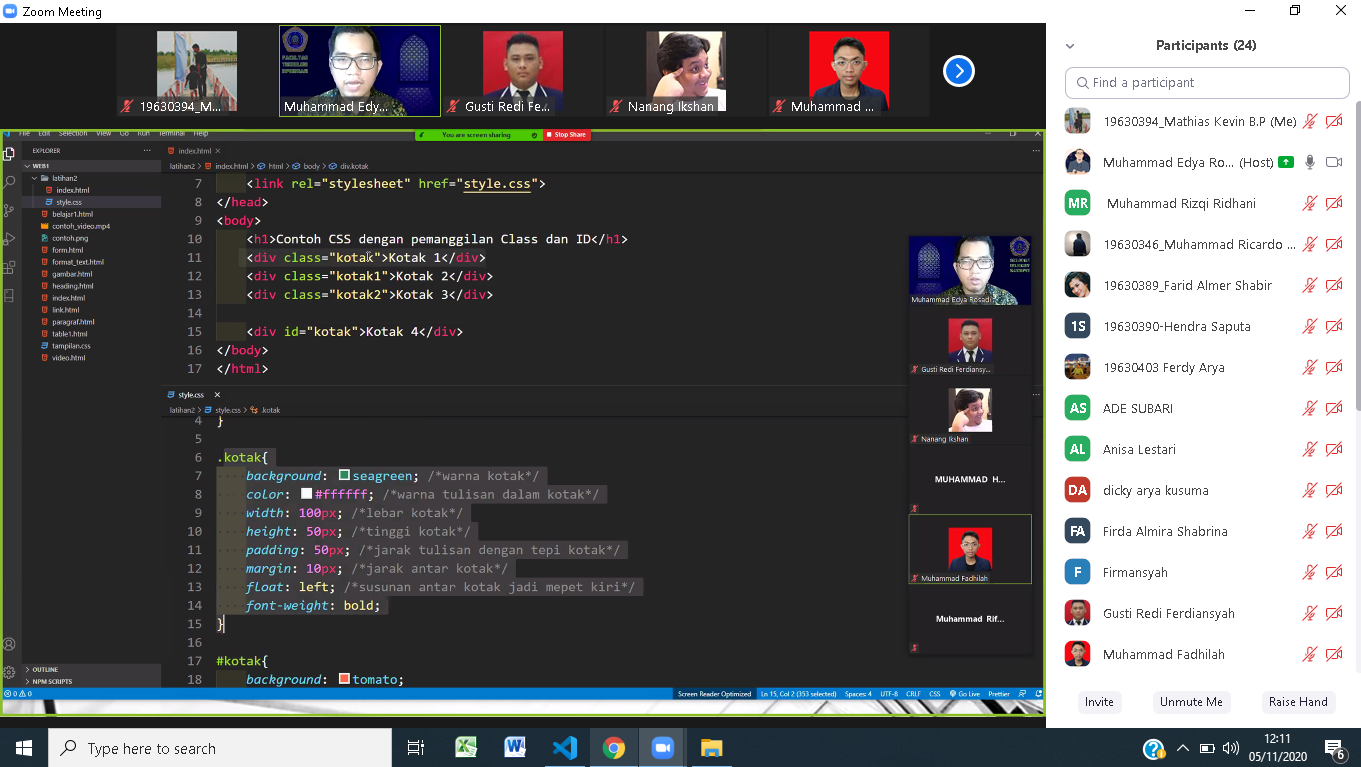 Zoom Meeting
19630394_M...
FAKULTAS
TEKNOLOGI
INFORMASI
Muhammad Edy...
Gusti Redi Fe...
Nanang Ikshan
Muhammad ...
File Edit Selection View Go Run Terminal Help
You are screen sharing
Stop Share
EXPLORER
WEB1
latihan2
index.html
style.css
belajar1.html
contoh_video.mp4
contoh.png
form.html
format_text.html
gambar.html
heading.html
index.html
link.html
paragraf.html
table1.html
tampilan.css
video.html
OUTLINE
NPM SCRIPTS
index.html
latihan2 > index.html > html > body > div.kotak
7 <link rel="stylesheet" href="style.css">
8 </head>
9 <body>
10 <h1>Contoh CSS dengan pemanggilan Class dan ID</h1>
11 <div class="kotak">Kotak 1</div>
12 <div class="kotak1">Kotak 2</div>
13 <div class="kotak2">Kotak 3</div>
14
15 <div id="kotak">Kotak 4</div>
16 </body>
17 </html>
style.css
latihan2 > style.css > .kotak
4 }
5
6 .kotak{
7 background: seagreen; /*warna kotak*/
8 color: #ffffff; /*warna tulisan dalam kotak*/
9 width: 100px; /*lebar kotak*/
10 height: 50px; /*tinggi kotak*/
11 padding: 50px; /*jarak tulisan dengan tepi kotak*/
12 margin: 10px; /*jarak antar kotak*/
13 float: left; /*susunan antar kotak jadi mepet kiri*/
14 font-weight: bold;
15 }
16
17 #kotak{
18 background: tomato;
Muhammad Edya Rosadi
Gusti Redi Ferdiansy...
Nanang Ikshan
MUHAMMAD H...
Muhammad Fadhilah
Muhammad Rif...
0 0
Screen Reader Optimized Ln 15, Col 2 (353 selected) Spaces: 4 UTF-8 CRLF CSS Go Live Prettier
Participants (24)
Find a participant
19630394_Mathias Kevin B.P (Me)
Muhammad Edya Ro... (Host)
MR Muhammad Rizqi Ridhani
19630346_Muhammad Ricardo ...
19630389_Farid Almer Shabir
1S 19630390-Hendra Saputa
19630403 Ferdy Arya
AS ADE SUBARI
AL Anisa Lestari
DA dicky arya kusuma
FA Firda Almira Shabrina
F Firmansyah
Gusti Redi Ferdiansyah
Muhammad Fadhilah
Invite Unmute Me Raise Hand
Type here to search
12:11
05/11/2020
6